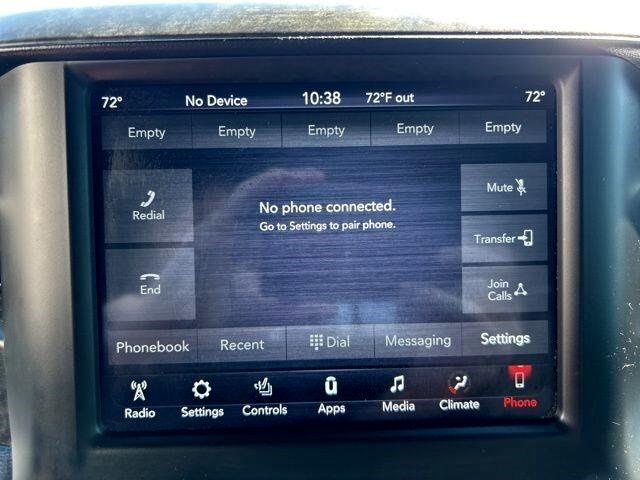 72° No Device 10:38 72°F out 72°
Empty Empty Empty Empty Empty
Redial
No phone connected.
Go to Settings to pair phone.
Mute
Transfer
End
Join
Calls
Phonebook Recent Dial Messaging Settings
Radio Settings Controls Apps Media Climate Phone